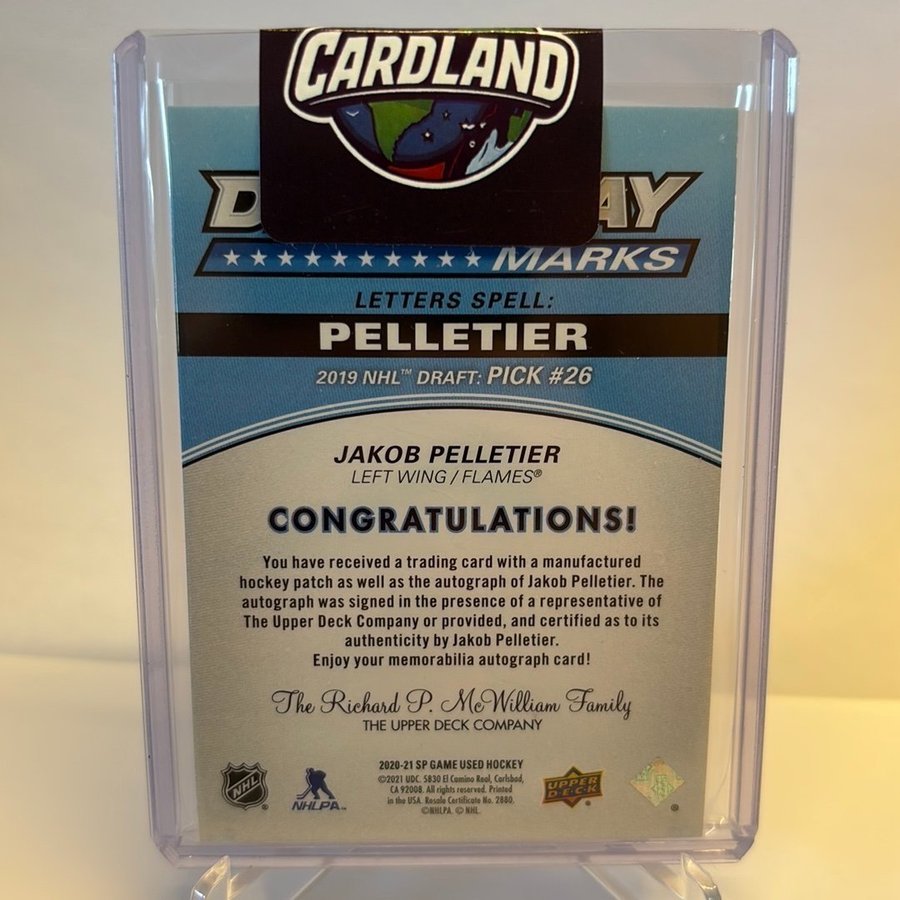 CARDLAND
MARKS
LETTERS SPELL:
PELLETIER
2019 NHL™ DRAFT: PICK #26
JAKOB PELLETIER
LEFT WING / FLAMES®
CONGRATULATIONS!
You have received a trading card with a manufactured
hockey patch as well as the autograph of Jakob Pelletier. The
autograph was signed in the presence of a representative of
The Upper Deck Company or provided, and certified as to its
authenticity by Jakob Pelletier.
Enjoy your memorabilia autograph card!
The Richard P. McWilliam Family
THE UPPER DECK COMPANY
2020-21 SP GAME USED HOCKEY
©2021 UDC. 5830 El Camino Real, Carlsbad,
CA 92008. All rights reserved. Printed
in the USA. Resale Certificate No. 2880.
©NHLPA. © NHL.
NHL ®
NHLPA™
UPPER DECK ®
®